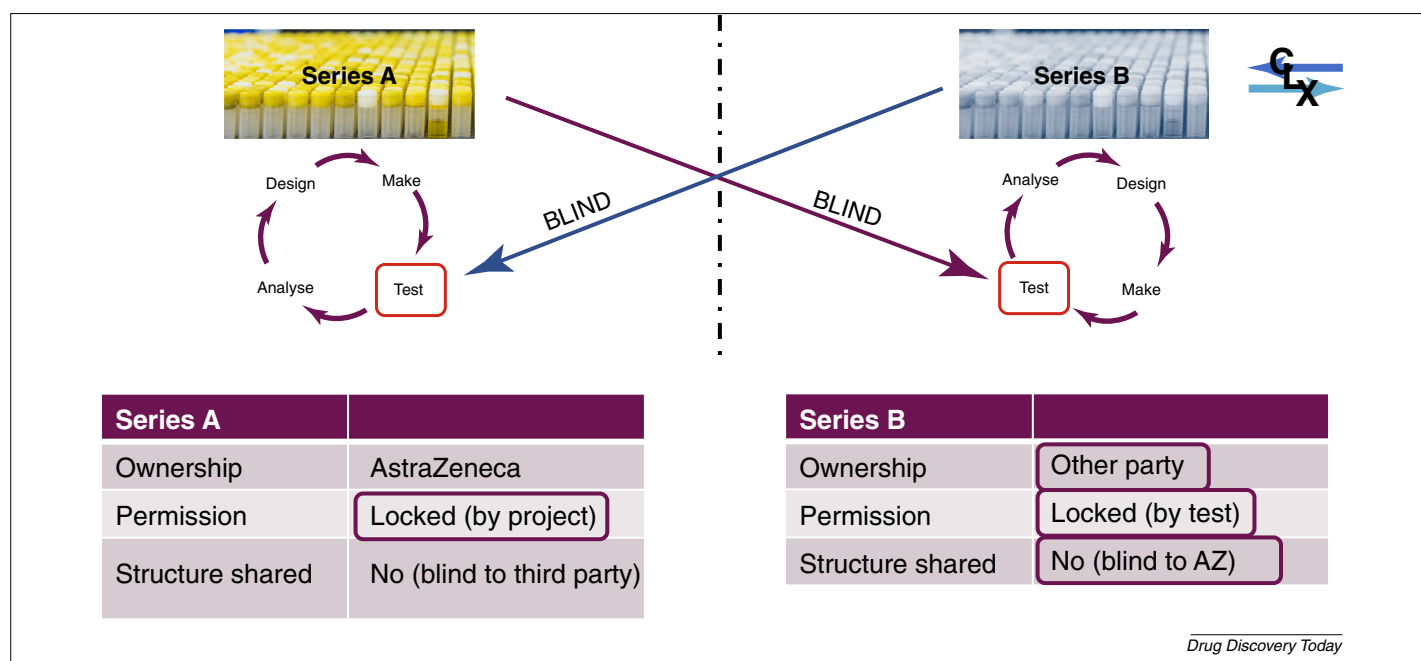 Series A
Series B
CLX
Design
Make
Analyse
Test
BLIND
BLIND
Analyse
Design
Test
Make
Series A
Ownership AstraZeneca
Permission Locked (by project)
Structure shared No (blind to third party)
Series B
Ownership Other party
Permission Locked (by test)
Structure shared No (blind to AZ)
Drug Discovery Today